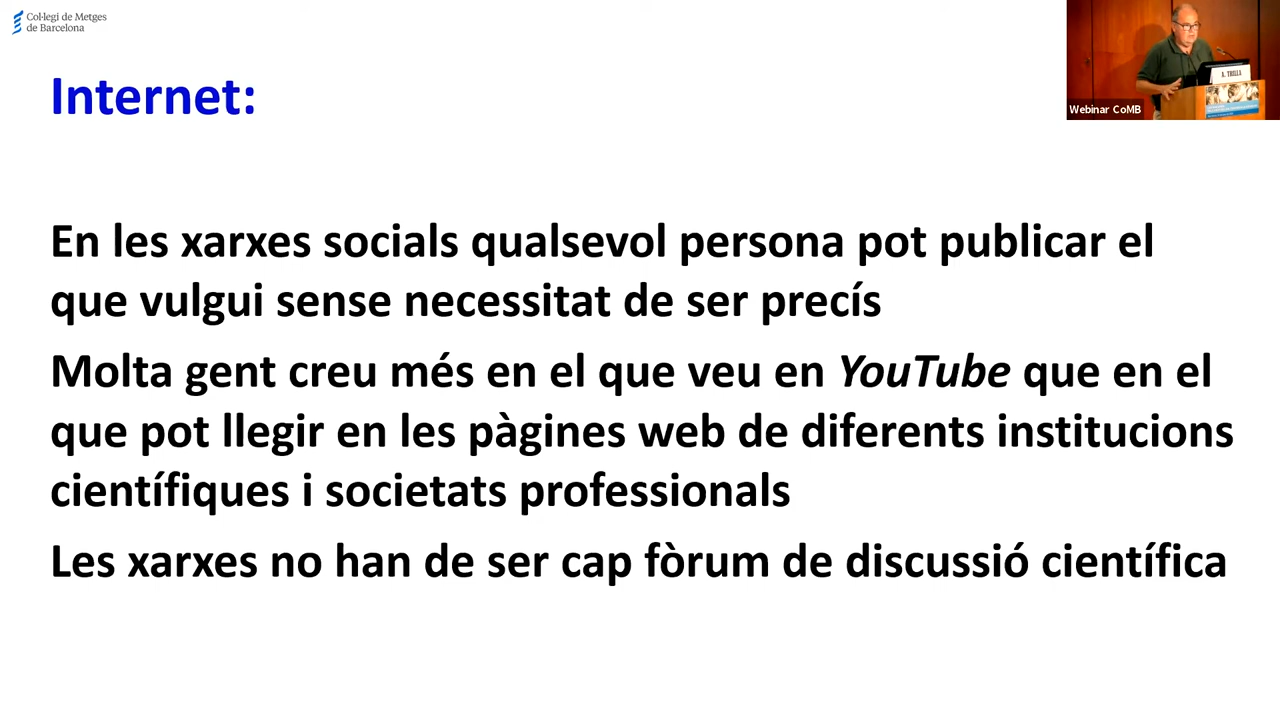 Col·legi de Metges
de Barcelona
Internet:
A. TRILLA
Webinar CoMB
En les xarxes socials qualsevol persona pot publicar el
que vulgui sense necessitat de ser precís
Molta gent creu més en el que veu en YouTube que en el
que pot llegir en les pàgines web de diferents institucions
científiques i societats professionals
Les xarxes no han de ser cap fòrum de discussió científica